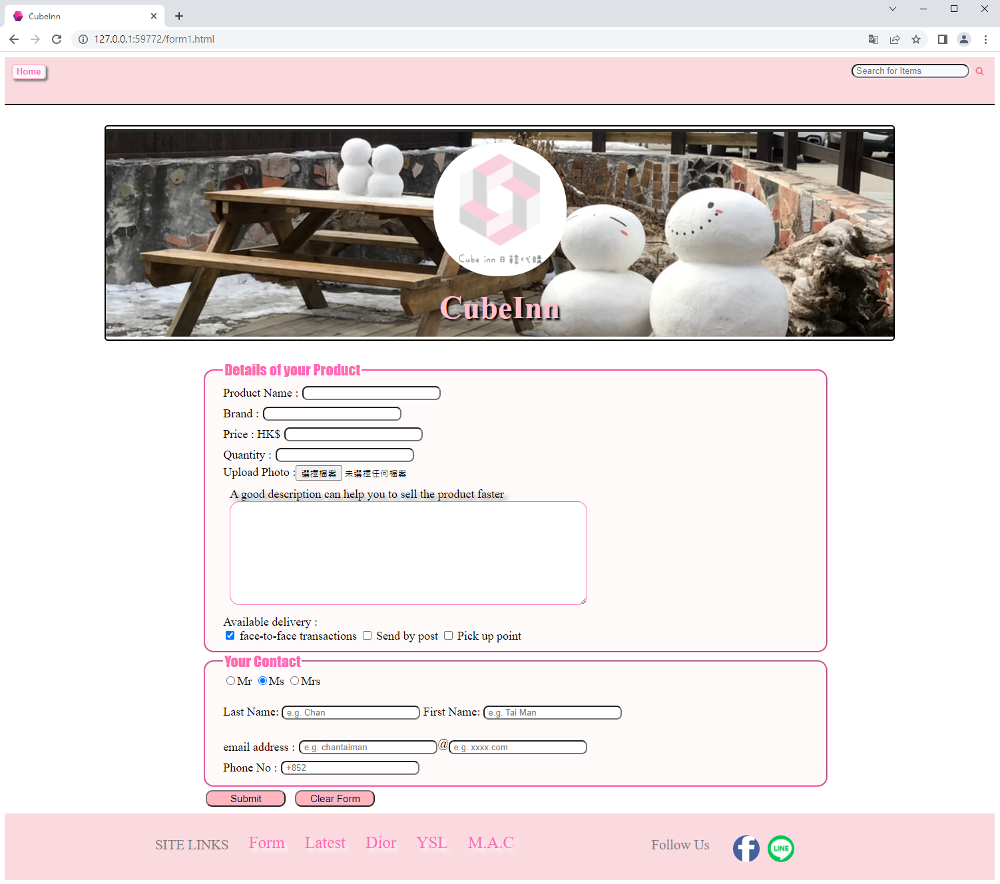 CubeInn
127.0.0.1:59772/form1.html
Home
Search for Items
Cube inn 日韓代購
CubeInn
Details of your Product
Product Name :
Brand :
Price : HK$
Quantity :
Upload Photo : 選擇檔案 未選擇任何檔案
A good description can help you to sell the product faster
Available delivery :
face-to-face transactions Send by post Pick up point
Your Contact
Mr Ms Mrs
Last Name: e.g. Chan First Name: e.g. Tai Man
email address : e.g. chantaiman @ e.g. xxxx.com
Phone No : +852
Submit Clear Form
SITE LINKS Form Latest Dior YSL M.A.C Follow Us LINE